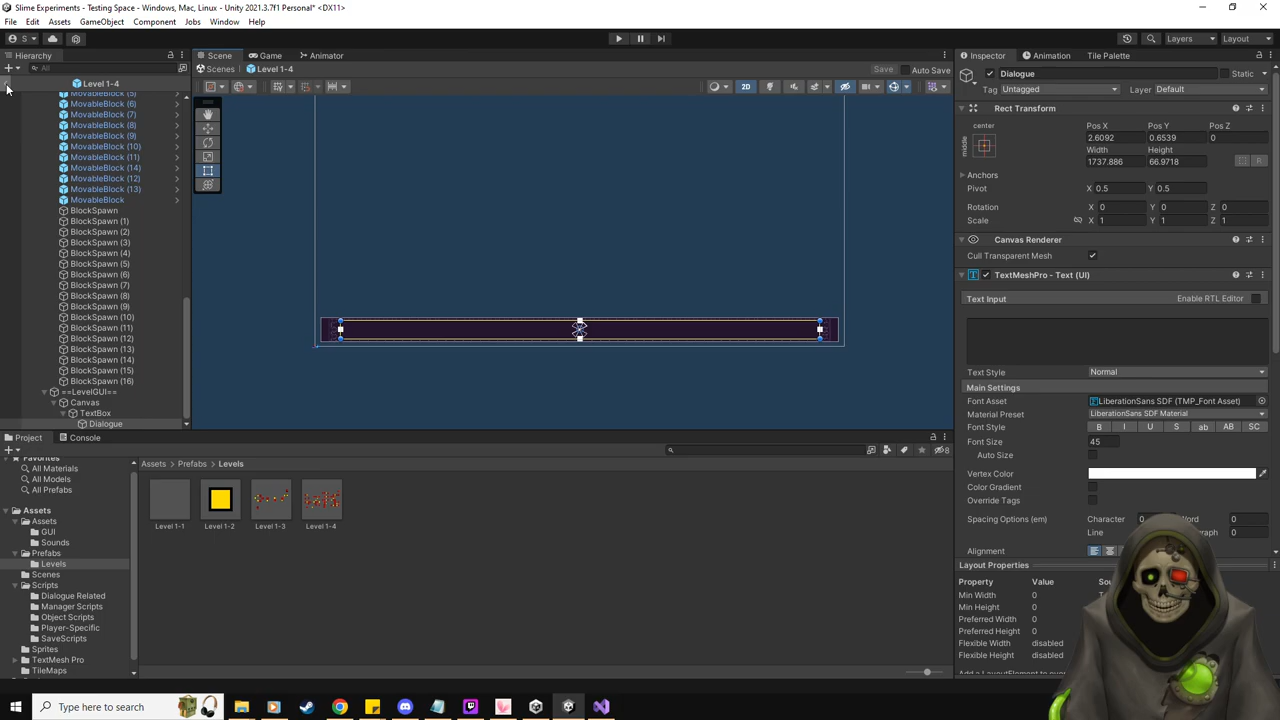 Slime Experiments - Testing Space - Windows, Mac, Linux - Unity 2021.3.7f1 Personal* <DX11>
File Edit Assets GameObject Component Jobs Window Help
S Layers Layout
Hierarchy
All
Level 1-4
MovableBlock (5)
MovableBlock (6)
MovableBlock (7)
MovableBlock (8)
MovableBlock (9)
MovableBlock (10)
MovableBlock (11)
MovableBlock (14)
MovableBlock (12)
MovableBlock (13)
MovableBlock
BlockSpawn
BlockSpawn (1)
BlockSpawn (2)
BlockSpawn (3)
BlockSpawn (4)
BlockSpawn (5)
BlockSpawn (6)
BlockSpawn (7)
BlockSpawn (8)
BlockSpawn (9)
BlockSpawn (10)
BlockSpawn (11)
BlockSpawn (12)
BlockSpawn (13)
BlockSpawn (14)
BlockSpawn (15)
BlockSpawn (16)
==LevelGUI==
Canvas
TextBox
Dialogue
Scene Game Animator
Scenes Level 1-4 Save Auto Save
2D
Inspector Animation Tile Palette
Dialogue Static
Tag Untagged Layer Default
Rect Transform
center Pos X Pos Y Pos Z
middle 2.6092 0.6539 0
Width Height
1737.886 66.9718 R
Anchors
Pivot X 0.5 Y 0.5
Rotation X 0 Y 0 Z 0
Scale X 1 Y 1 Z 1
Canvas Renderer
Cull Transparent Mesh
TextMeshPro - Text (UI)
Text Input Enable RTL Editor
Text Style Normal
Main Settings
Font Asset LiberationSans SDF (TMP_Font Asset)
Material Preset LiberationSans SDF Material
Font Style B I U S ab AB SC
Font Size 45
Auto Size
Vertex Color
Color Gradient
Override Tags
Spacing Options (em) Character 0 Word 0
Line 0 Paragraph 0
Alignment
Layout Properties
Property Value
Min Width 0
Min Height 0
Preferred Width 0
Preferred Height 0
Flexible Width disabled
Flexible Height disabled
Project Console
8
Favorites
All Materials
All Models
All Prefabs
Assets
Assets
GUI
Sounds
Prefabs
Levels
Scenes
Scripts
Dialogue Related
Manager Scripts
Object Scripts
Player-Specific
SaveScripts
Sprites
TextMesh Pro
TileMaps
Assets Prefabs Levels
Level 1-1 Level 1-2 Level 1-3 Level 1-4
Type here to search